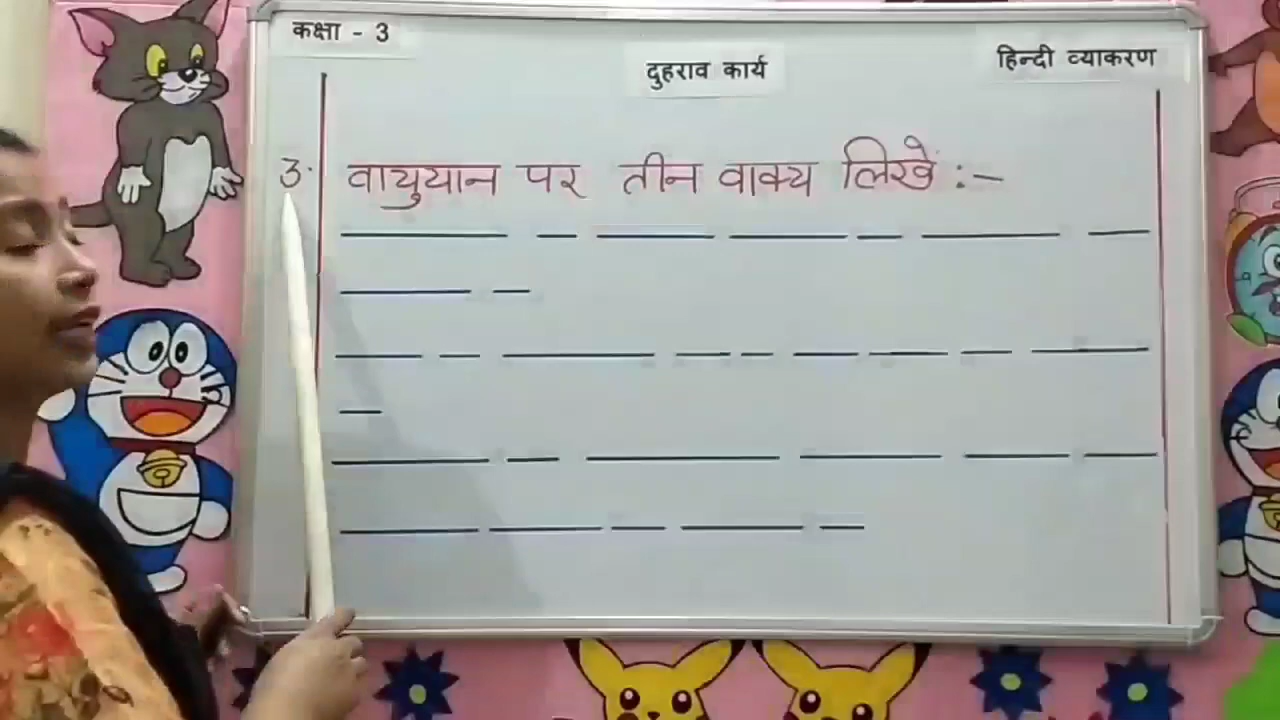 कक्षा - 3
दुहराव कार्य
हिन्दी व्याकरण
3. वायुयान पर तीन वाक्य लिखें :-